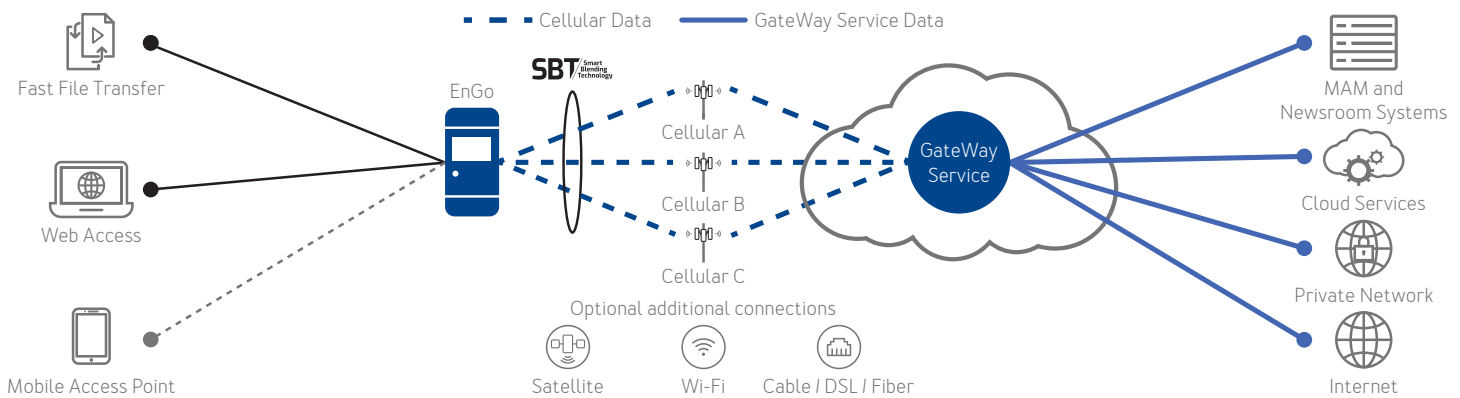 Cellular Data
GateWay Service Data
Fast File Transfer
Web Access
Mobile Access Point
EnGo
SBT Smart
Blending
Technology
Cellular A
Cellular B
Cellular C
Optional additional connections
Satellite
Wi-Fi
Cable / DSL / Fiber
GateWay
Service
MAM and
Newsroom Systems
Cloud Services
Private Network
Internet